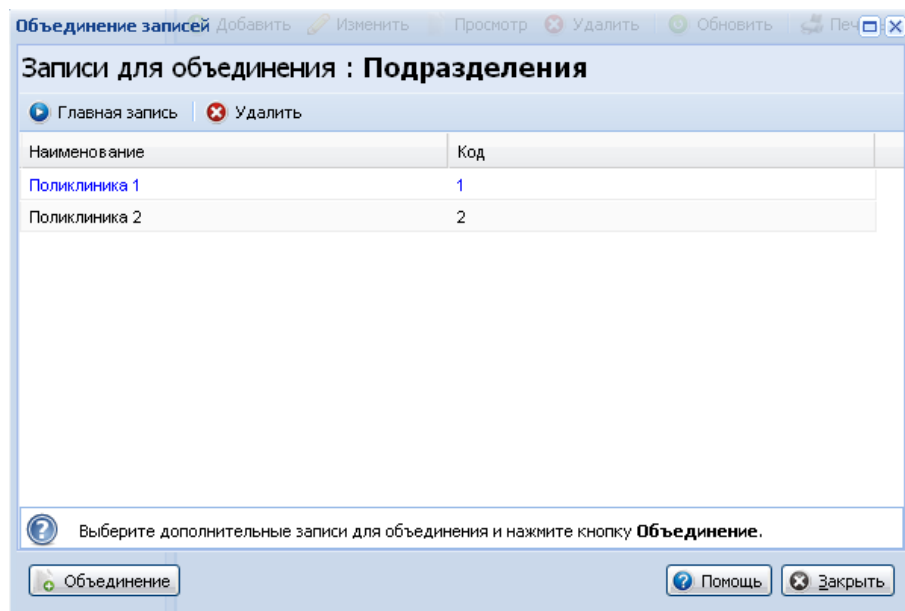 Объединение записей Добавить Изменить Просмотр Удалить Обновить Печ
Записи для объединения : Подразделения
Главная запись Удалить
Наименование Код
Поликлиника 1 1
Поликлиника 2 2
Выберите дополнительные записи для объединения и нажмите кнопку Объединение.
Объединение Помощь Закрыть